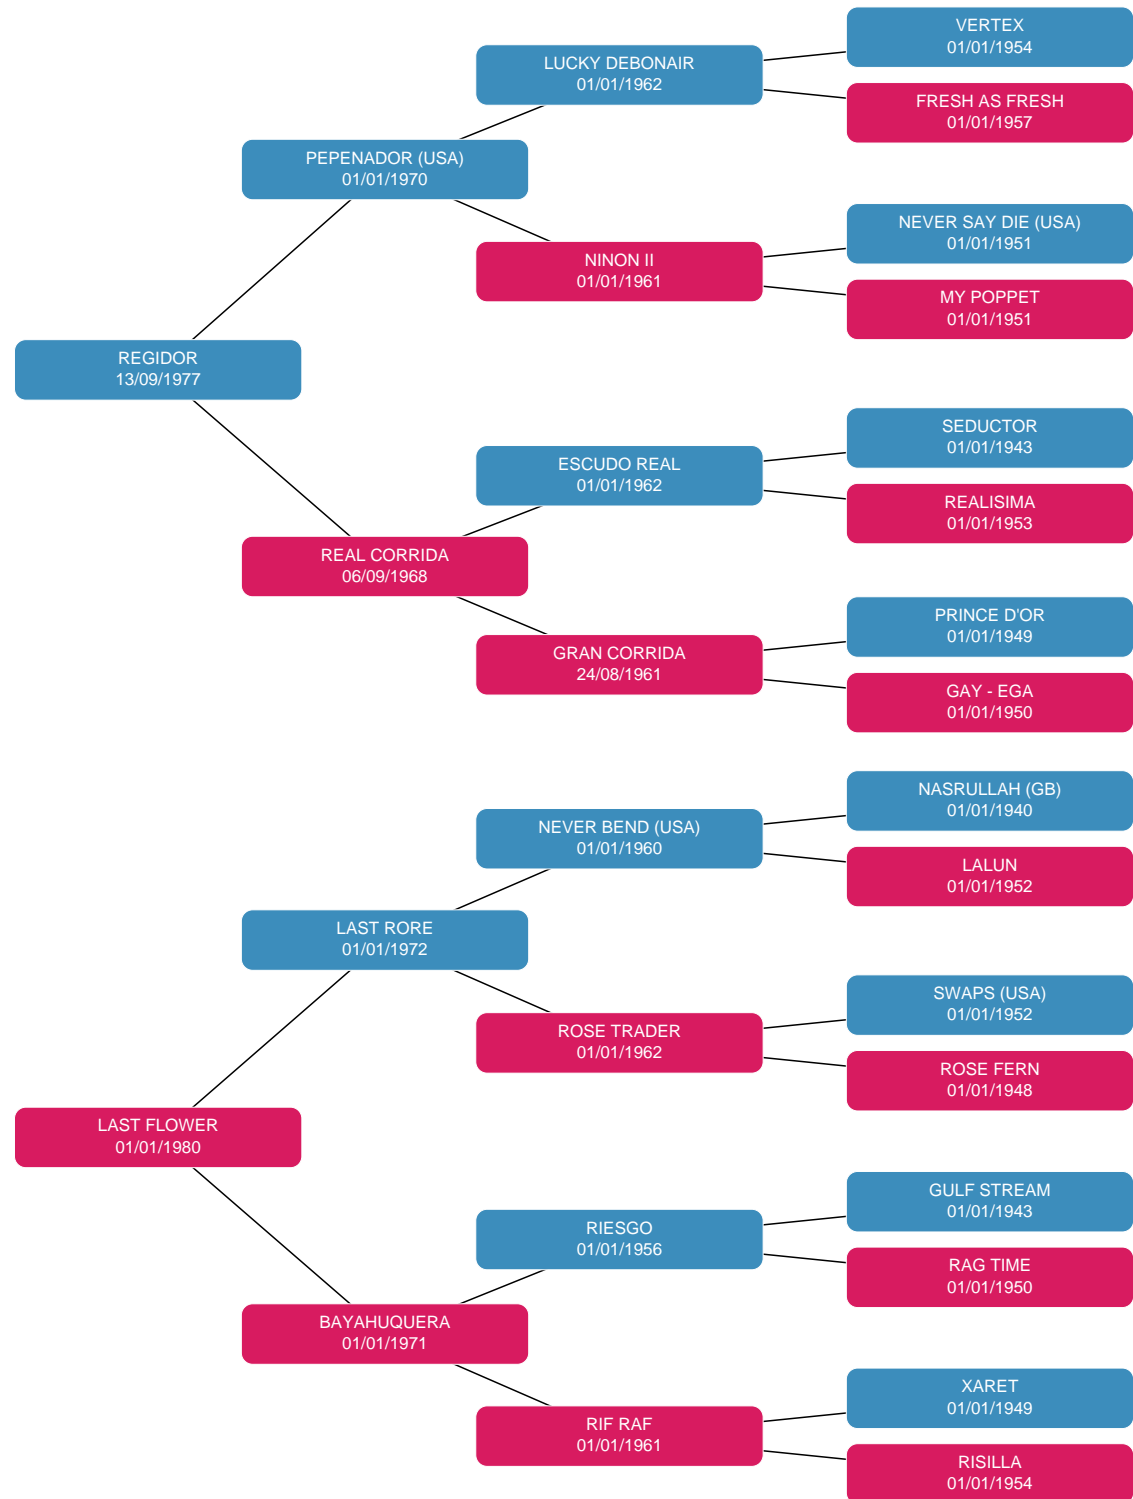 VERTEX
01/01/1954
LUCKY DEBONAIR
01/01/1962
FRESH AS FRESH
01/01/1957
PEPENADOR (USA)
01/01/1970
NEVER SAY DIE (USA)
01/01/1951
NINON II
01/01/1961
MY POPPET
01/01/1951
REGIDOR
13/09/1977
SEDUCTOR
01/01/1943
ESCUDO REAL
01/01/1962
REALISIMA
01/01/1953
REAL CORRIDA
06/09/1968
PRINCE D'OR
01/01/1949
GRAN CORRIDA
24/08/1961
GAY - EGA
01/01/1950
NASRULLAH (GB)
01/01/1940
NEVER BEND (USA)
01/01/1960
LALUN
01/01/1952
LAST RORE
01/01/1972
SWAPS (USA)
01/01/1952
ROSE TRADER
01/01/1962
ROSE FERN
01/01/1948
LAST FLOWER
01/01/1980
GULF STREAM
01/01/1943
RIESGO
01/01/1956
RAG TIME
01/01/1950
BAYAHUQUERA
01/01/1971
XARET
01/01/1949
RIF RAF
01/01/1961
RISILLA
01/01/1954